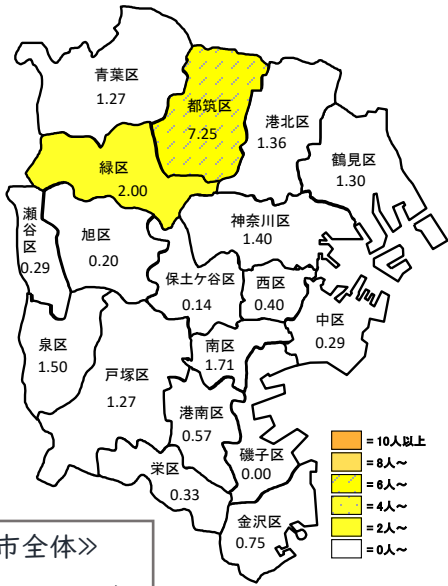 青葉区
1.27
都筑区
7.25
港北区
1.36
鶴見区
1.30
緑区
2.00
瀬谷区
0.29
旭区
0.20
神奈川区
1.40
保土ケ谷区
0.14
西区
0.40
中区
0.29
泉区
1.50
戸塚区
1.27
南区
1.71
港南区
0.57
磯子区
0.00
栄区
0.33
金沢区
0.75
= 10人以上
= 8人～
= 6人～
= 4人～
= 2人～
= 0人～
市全体》